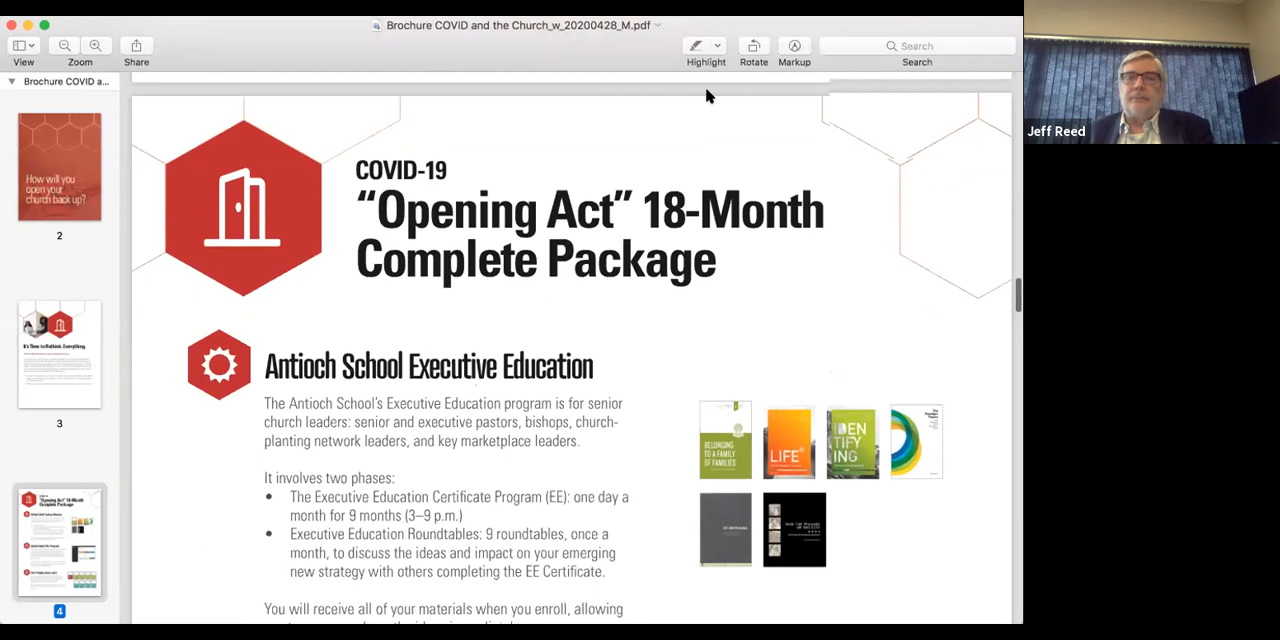 Brochure COVID and the Church_w_20200428_M.pdf
View
Zoom
Share
Highlight
Rotate
Markup
Search
Search
Brochure COVID a...
How will you
open your
church back up?
2
It's Time to Rethink. Everything.
3
4
COVID-19
“Opening Act” 18-Month
Complete Package
Antioch School Executive Education
The Antioch School's Executive Education program is for senior
church leaders: senior and executive pastors, bishops, church-
planting network leaders, and key marketplace leaders.
It involves two phases:
• The Executive Education Certificate Program (EE): one day a
month for 9 months (3–9 p.m.)
• Executive Education Roundtables: 9 roundtables, once a
month, to discuss the ideas and impact on your emerging
new strategy with others completing the EE Certificate.
You will receive all of your materials when you enroll, allowing
BELONGING
TO A FAMILY
OF FAMILIES
LIFE
IDEN
TIFY
ING
Jeff Reed